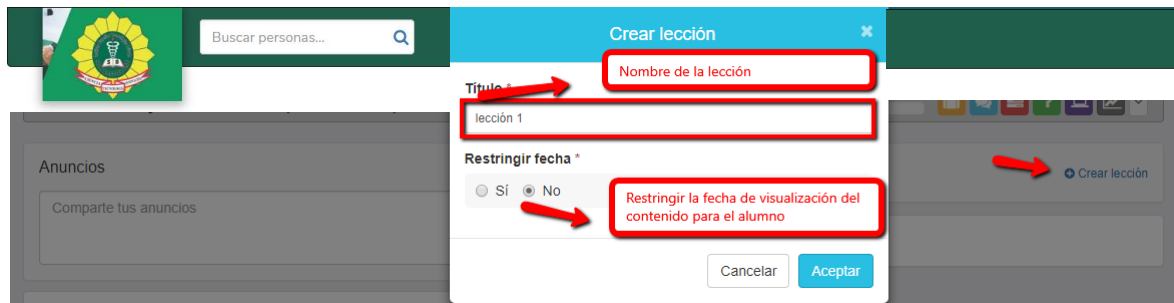 Buscar personas...
Crear lección
×
Nombre de la lección
Título *
lección 1
Restringir fecha *
Sí No
Restringir la fecha de visualización del
contenido para el alumno
Cancelar Aceptar
Anuncios
Comparte tus anuncios
Crear lección